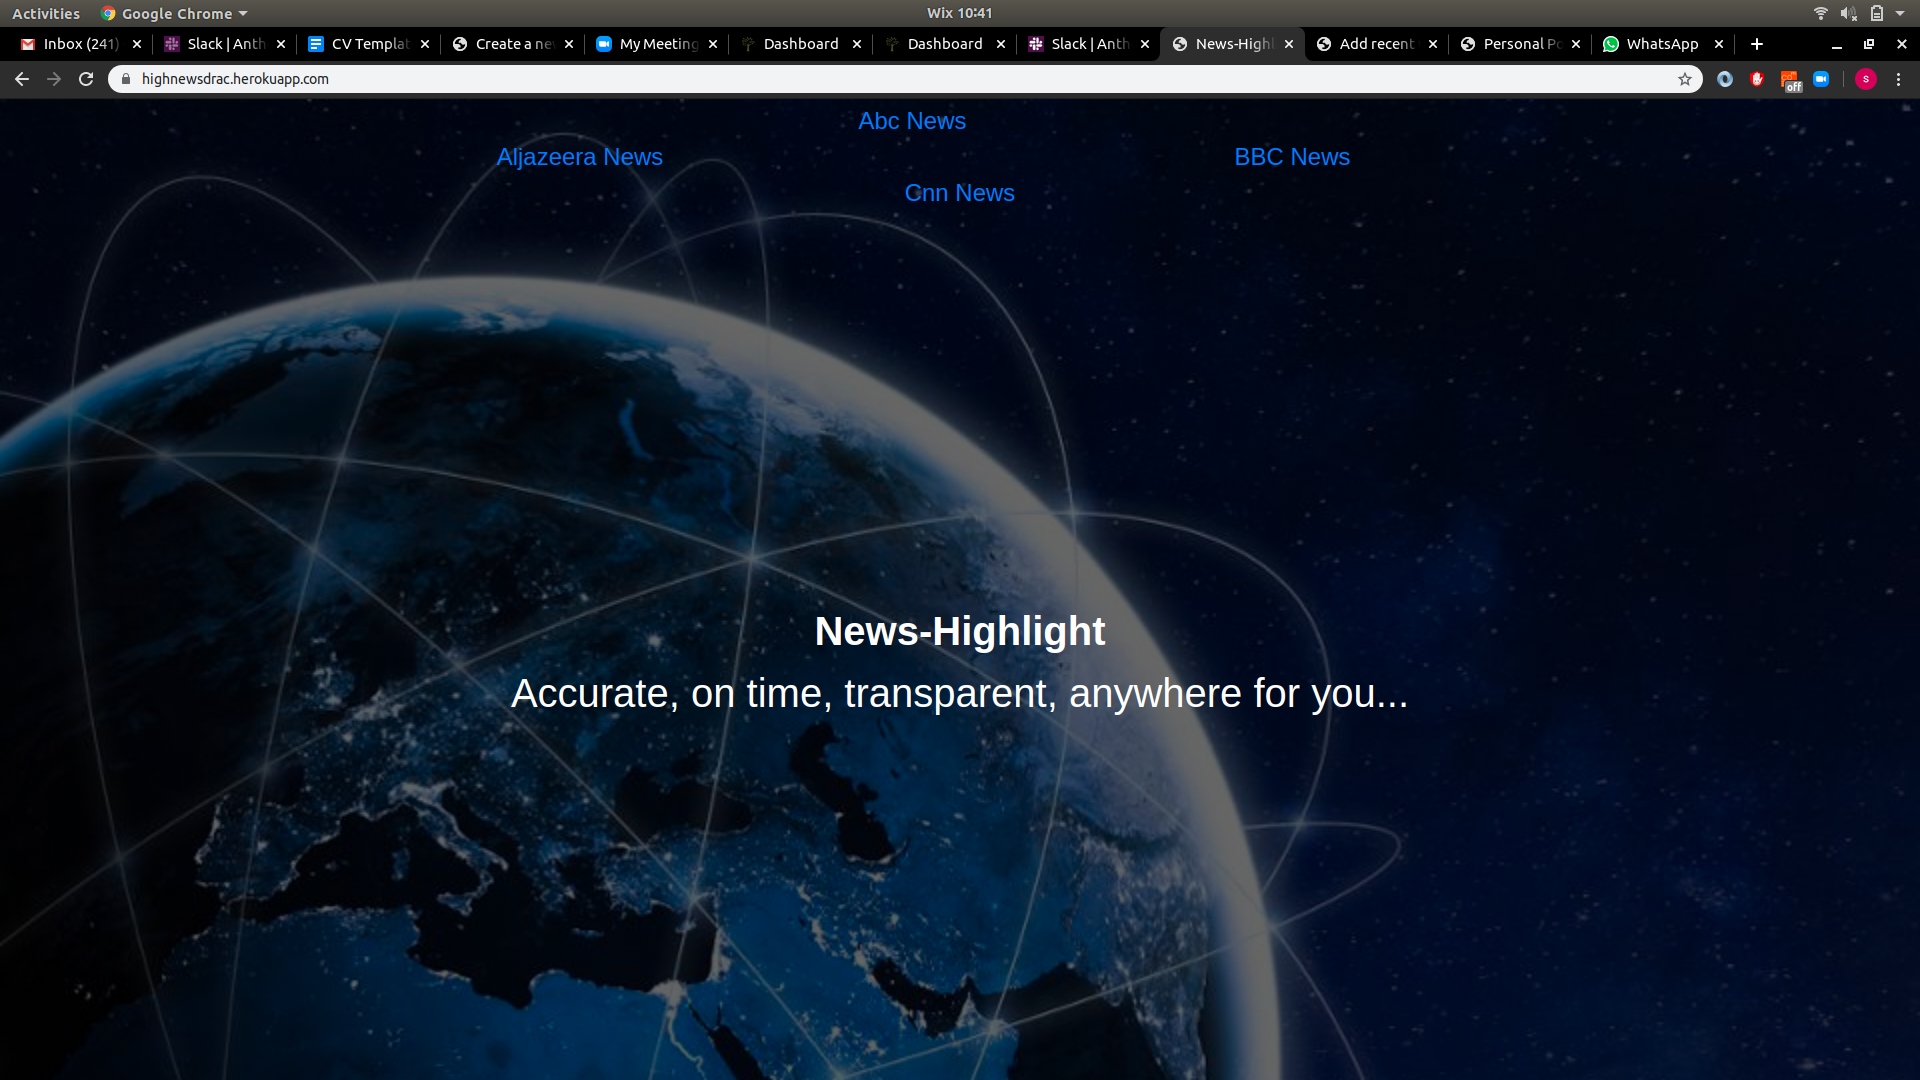 Activities Google Chrome Wix 10:41
Inbox (241) Slack | Anth CV Templat Create a ne My Meeting Dashboard Dashboard Slack | Anth News-Highl Add recent Personal Po WhatsApp
highnewsdrac.herokuapp.com off S
Abc News
Aljazeera News BBC News
Cnn News
News-Highlight
Accurate, on time, transparent, anywhere for you...